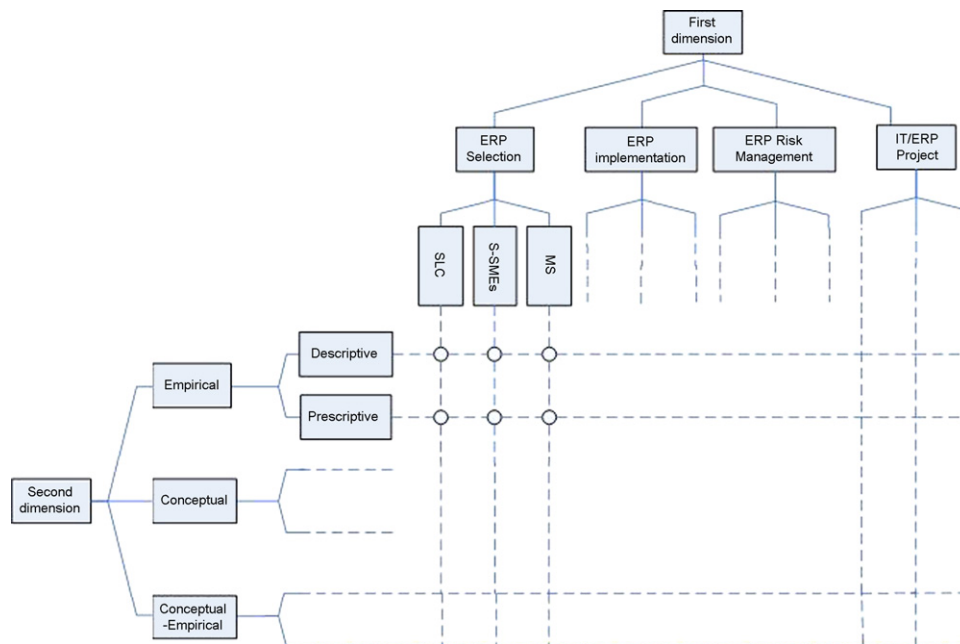 First
dimension
ERP
Selection
ERP
implementation
ERP Risk
Management
IT/ERP
Project
SLC
S-SMEs
MS
Descriptive
Empirical
Prescriptive
Second
dimension
Conceptual
Conceptual
-Empirical